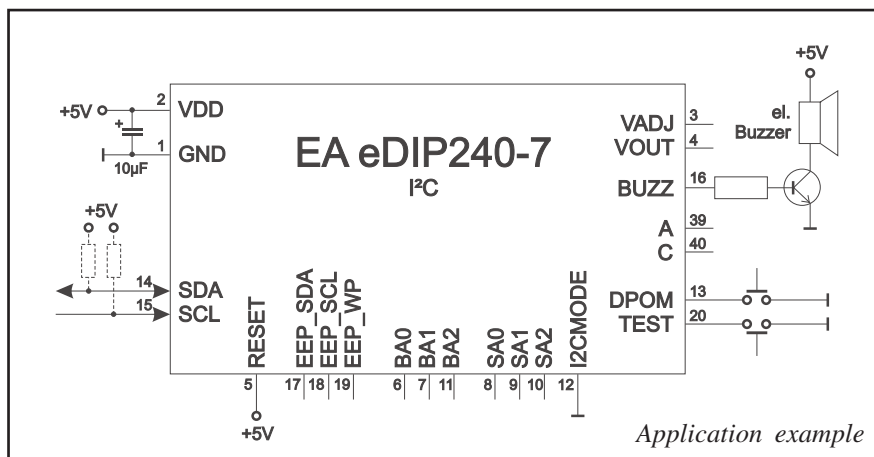 +5V
2
VDD
+
10µF
1
GND
EA eDIP240-7
I²C
+5V
14
SDA
15
SCL
VADJ
3
VOUT
4
BUZZ
16
el.
Buzzer
+5V
A
39
C
40
DPOM
13
TEST
20
RESET
EEP_SDA
EEP_SCL
EEP_WP
BA0
BA1
BA2
SA0
SA1
SA2
I2CMODE
5
17
18
19
6
7
11
8
9
10
12
+5V
Application example